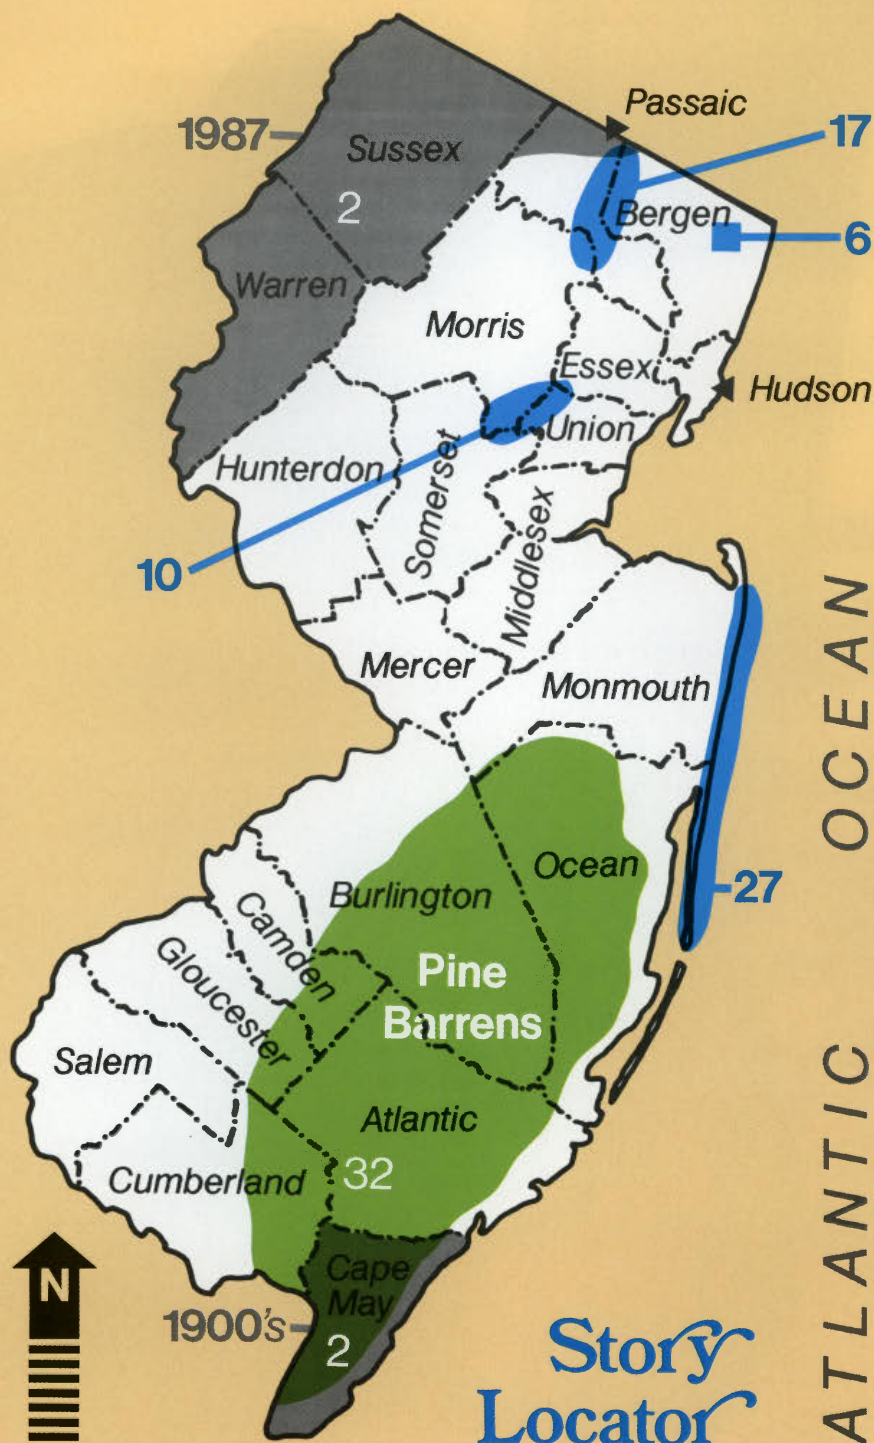 Passaic
17
1987
Sussex
2
Bergen
6
Warren
Morris
Essex
Hudson
Union
Hunterdon
Somerset
10
Middlesex
Mercer
Monmouth
OCEAN
Ocean
27
Burlington
Camden
Pine
Barrens
Gloucester
Salem
Atlantic
ATLANTIC
32
Cumberland
N
Cape
May
1900's
2
Story
Locator